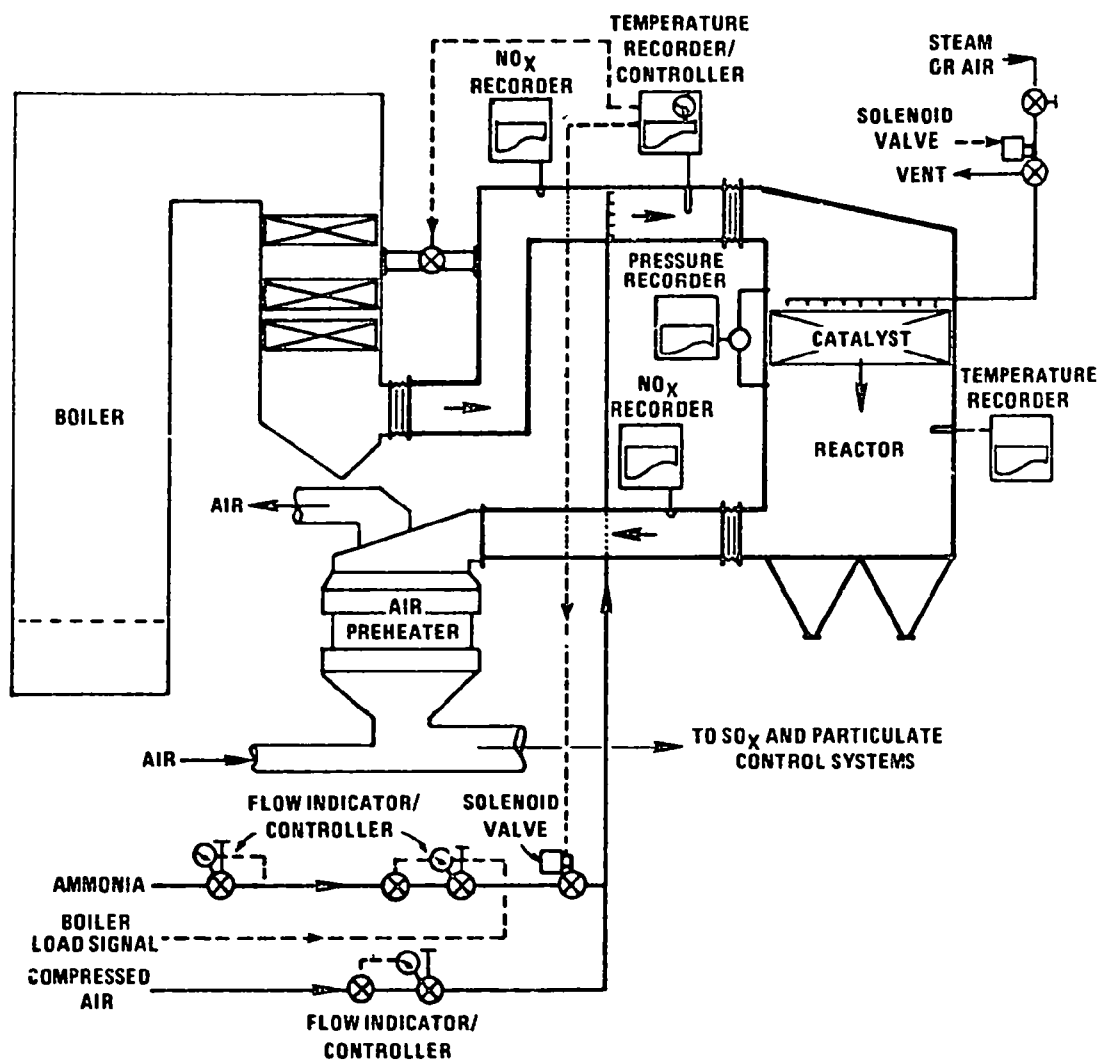 TEMPERATURE
RECORDER/
CONTROLLER
NOX
RECORDER
STEAM
OR AIR
SOLENOID
VALVE
VENT
PRESSURE
RECORDER
CATALYST
NOX
RECORDER
TEMPERATURE
RECORDER
BOILER
REACTOR
AIR
AIR
PREHEATER
AIR
TO SOX AND PARTICULATE
CONTROL SYSTEMS
FLOW INDICATOR/
CONTROLLER
SOLENOID
VALVE
AMMONIA
BOILER
LOAD SIGNAL
COMPRESSED
AIR
FLOW INDICATOR/
CONTROLLER